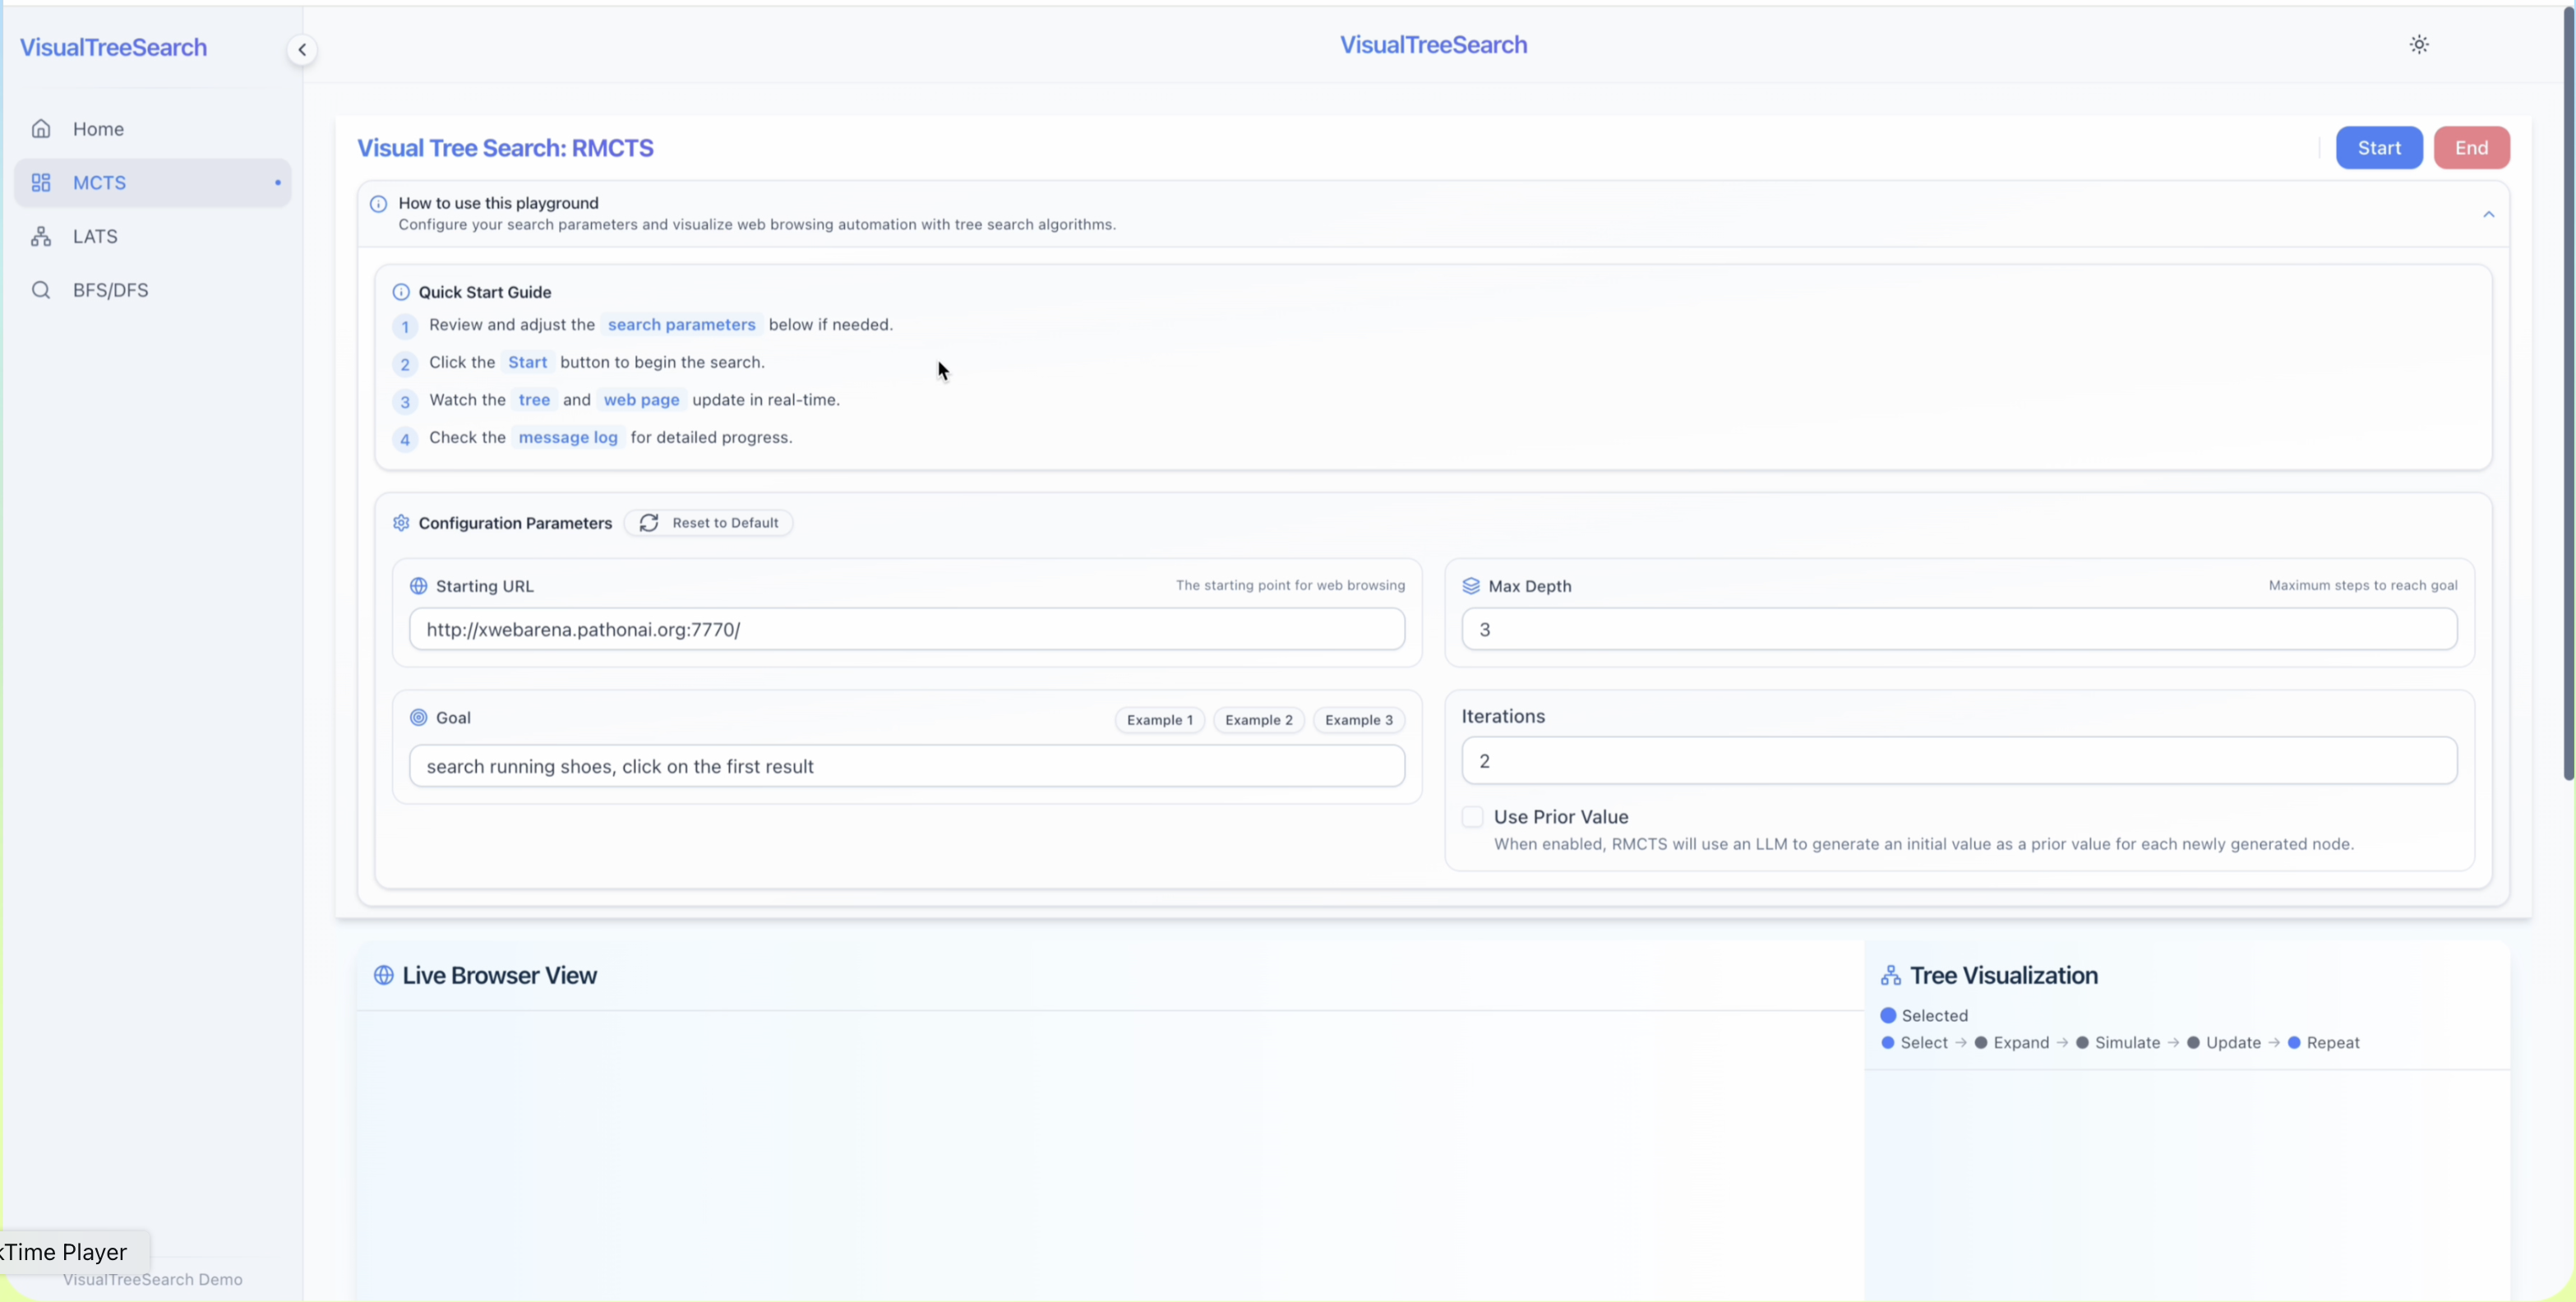 VisualTreeSearch
VisualTreeSearch
Home
MCTS
LATS
BFS/DFS
Visual Tree Search: RMCTS
Start
End
How to use this playground
Configure your search parameters and visualize web browsing automation with tree search algorithms.
Quick Start Guide
1 Review and adjust the search parameters below if needed.
2 Click the Start button to begin the search.
3 Watch the tree and web page update in real-time.
4 Check the message log for detailed progress.
Configuration Parameters
Reset to Default
Starting URL
The starting point for web browsing
http://xwebarena.pathonai.org:7770/
Max Depth
Maximum steps to reach goal
3
Goal
Example 1
Example 2
Example 3
search running shoes, click on the first result
Iterations
2
Use Prior Value
When enabled, RMCTS will use an LLM to generate an initial value as a prior value for each newly generated node.
Live Browser View
Tree Visualization
Selected
Select → Expand → Simulate → Update → Repeat
kTime Player
VisualTreeSearch Demo